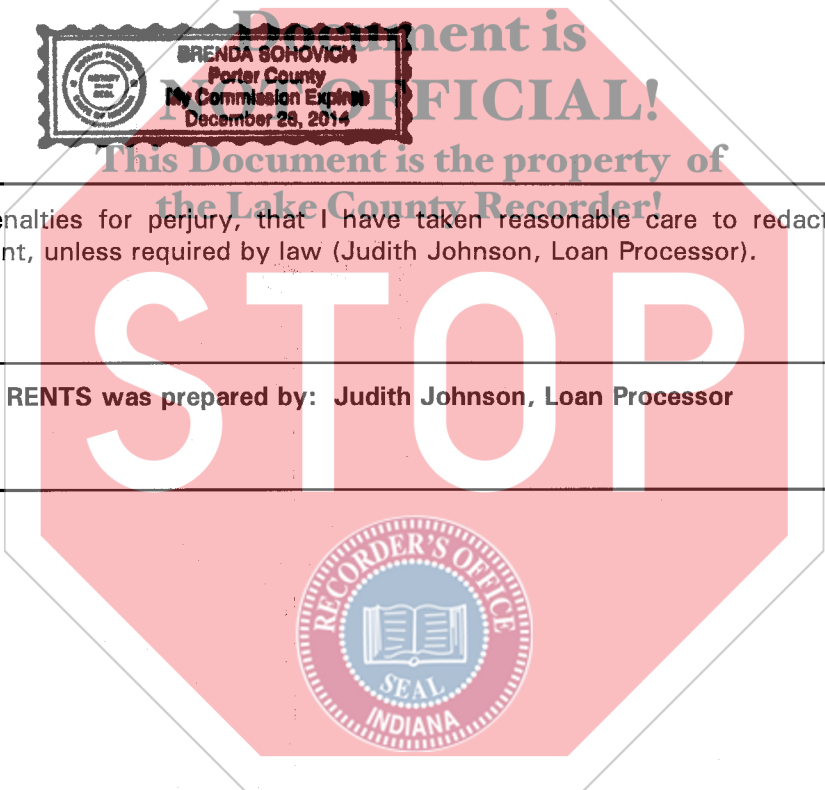 Document is
BRENDA SOHOVICH
Porter County
NOT OFFICIAL!
My Commission Expires
December 28, 2014
This Document is the property of
the Lake County Recorder!
enalties for perjury, that I have taken reasonable care to redact
nt, unless required by law (Judith Johnson, Loan Processor).
STOP
RENTS was prepared by: Judith Johnson, Loan Processor
RECORDER'S OFFICE
SEAL
INDIANA